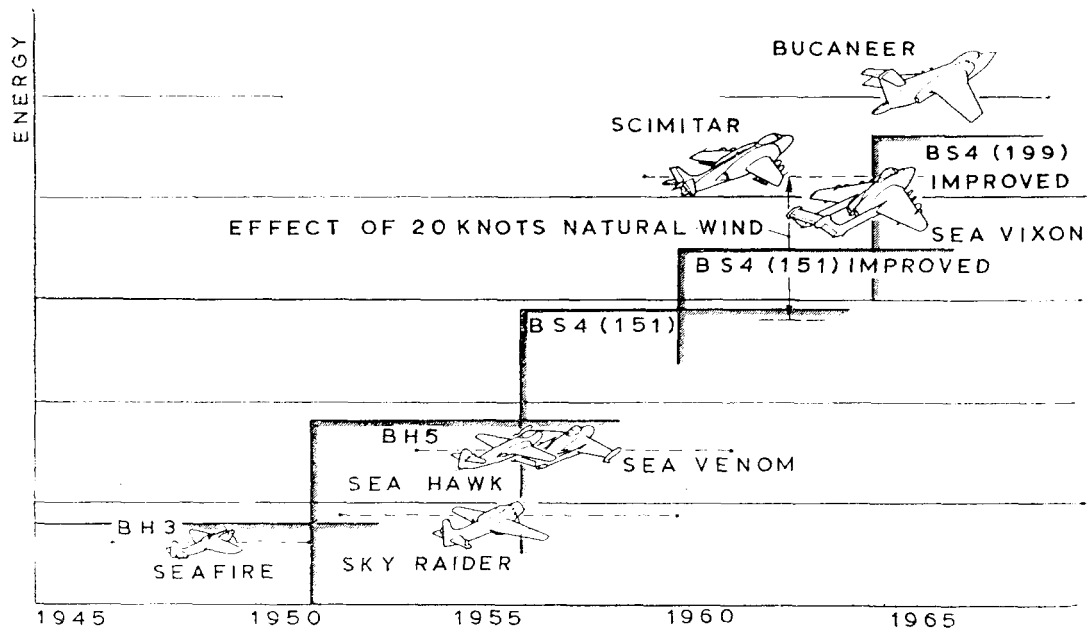 ENERGY
BUCANEER
SCIMITAR
BS4 (199)
IMPROVED
EFFECT OF 20 KNOTS NATURAL WIND
SEA VIXON
BS4 (151) IMPROVED
BS4 (151)
BH5
SEA VENOM
SEA HAWK
BH3
SEAFIRE
SKY RAIDER
1945
1950
1955
1960
1965